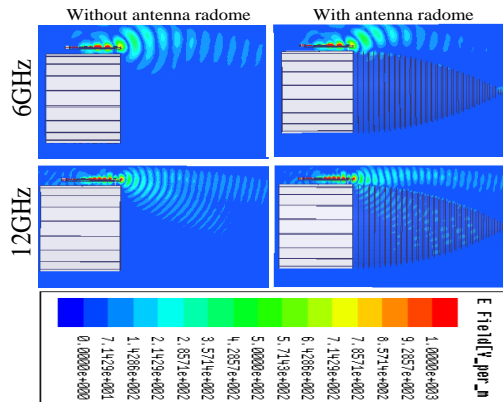 Without antenna radome
With antenna radome
6GHz
12GHz
E Field[V_per_m
1.0000e+003
9.2857e+002
8.5714e+002
7.8571e+002
7.1429e+002
6.4286e+002
5.7143e+002
5.0000e+002
4.2857e+002
3.5714e+002
2.8571e+002
2.1429e+002
1.4286e+002
7.1429e+001
0.0000e+000